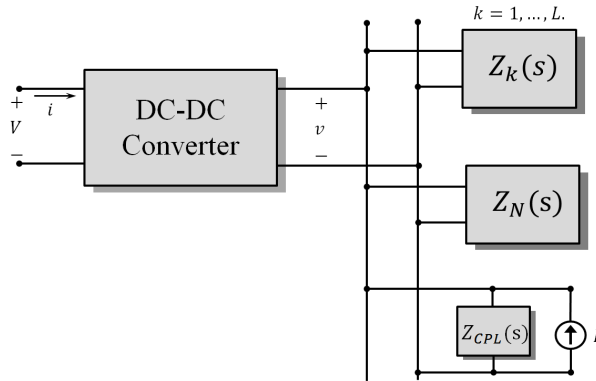 k = 1, ..., L.
Z_k(s)
+
i
V
−
DC-DC
Converter
+
v
−
Z_N(s)
Z_CPL(s)